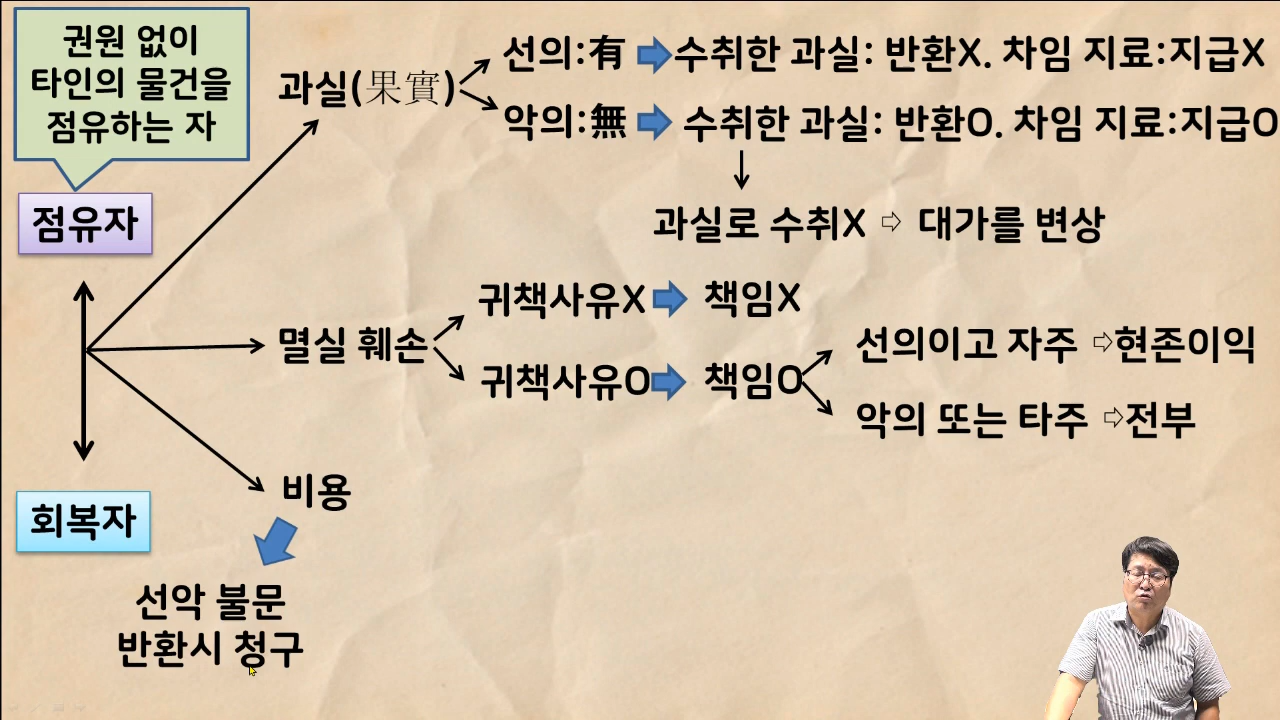 권원 없이
타인의 물건을
점유하는 자
점유자
회복자
과실(果實)
선의:有 수취한 과실: 반환X. 차임 지료:지급X
악의:無 수취한 과실: 반환O. 차임 지료:지급O
과실로 수취X ⇨ 대가를 변상
멸실 훼손
귀책사유X 책임X
귀책사유O 책임O
선의이고 자주 ⇨현존이익
악의 또는 타주 ⇨전부
비용
선악 불문
반환시 청구